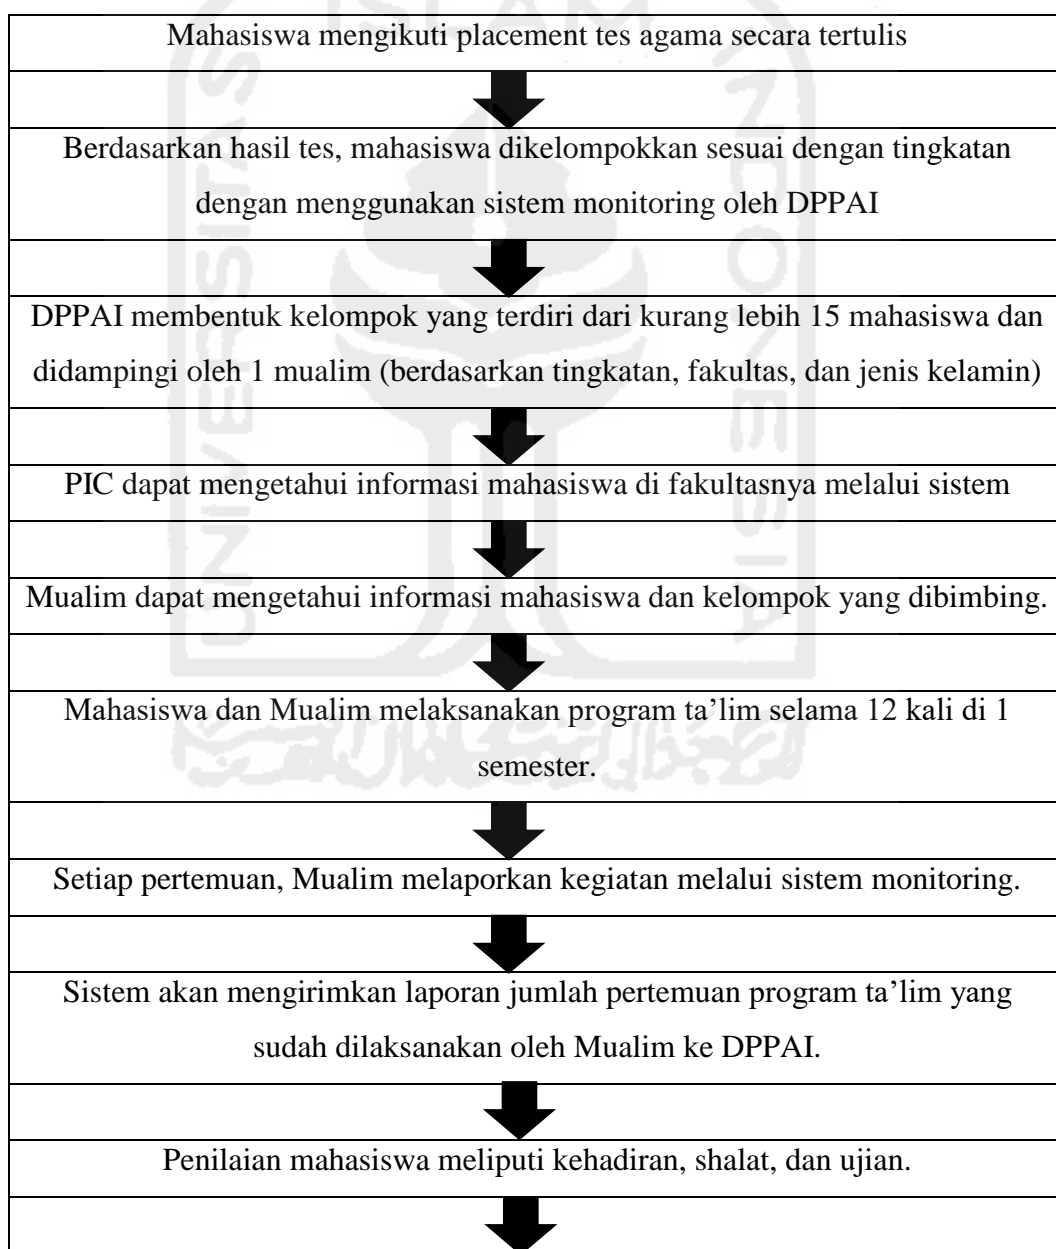 ISLAM
UNIVERSITAS
INDONESIA
Mahasiswa mengikuti placement tes agama secara tertulis
Berdasarkan hasil tes, mahasiswa dikelompokkan sesuai dengan tingkatan
dengan menggunakan sistem monitoring oleh DPPAI
DPPAI membentuk kelompok yang terdiri dari kurang lebih 15 mahasiswa dan
didampingi oleh 1 mualim (berdasarkan tingkatan, fakultas, dan jenis kelamin)
PIC dapat mengetahui informasi mahasiswa di fakultasnya melalui sistem
Mualim dapat mengetahui informasi mahasiswa dan kelompok yang dibimbing.
Mahasiswa dan Mualim melaksanakan program ta’lim selama 12 kali di 1
semester.
Setiap pertemuan, Mualim melaporkan kegiatan melalui sistem monitoring.
Sistem akan mengirimkan laporan jumlah pertemuan program ta’lim yang
sudah dilaksanakan oleh Mualim ke DPPAI.
Penilaian mahasiswa meliputi kehadiran, shalat, dan ujian.